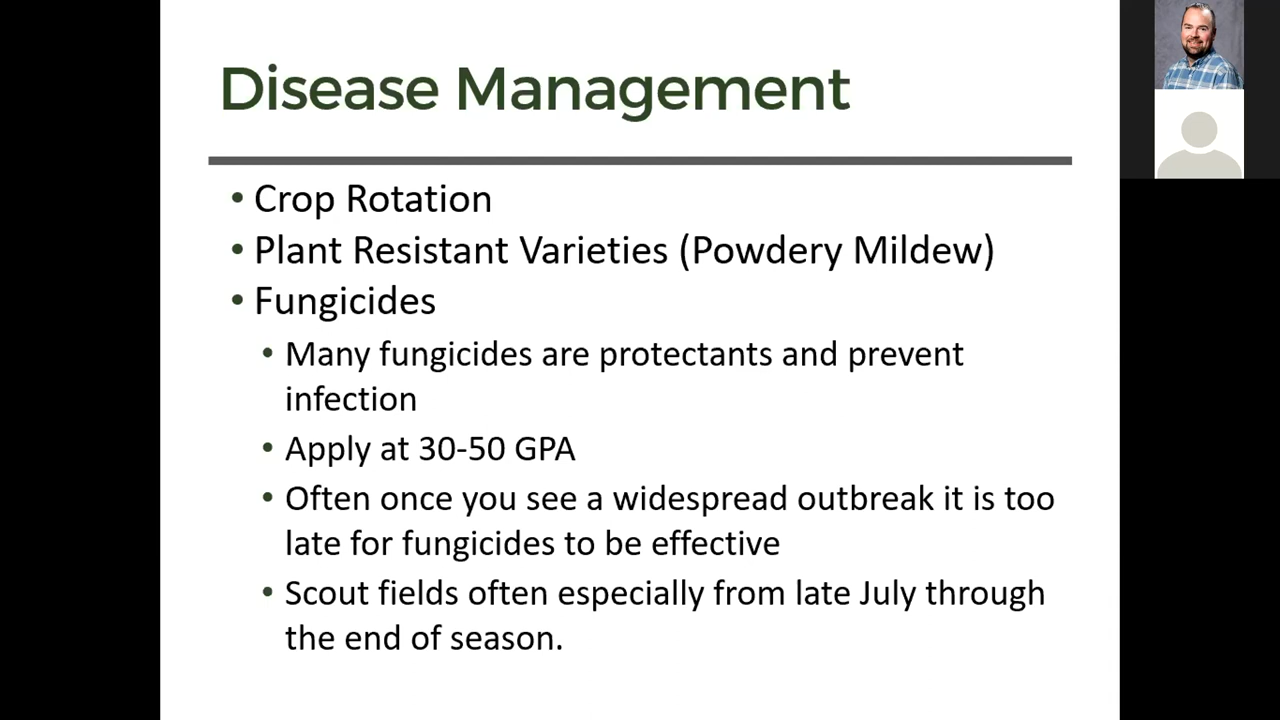 Disease Management
• Crop Rotation
• Plant Resistant Varieties (Powdery Mildew)
• Fungicides
• Many fungicides are protectants and prevent
infection
• Apply at 30-50 GPA
• Often once you see a widespread outbreak it is too
late for fungicides to be effective
• Scout fields often especially from late July through
the end of season.